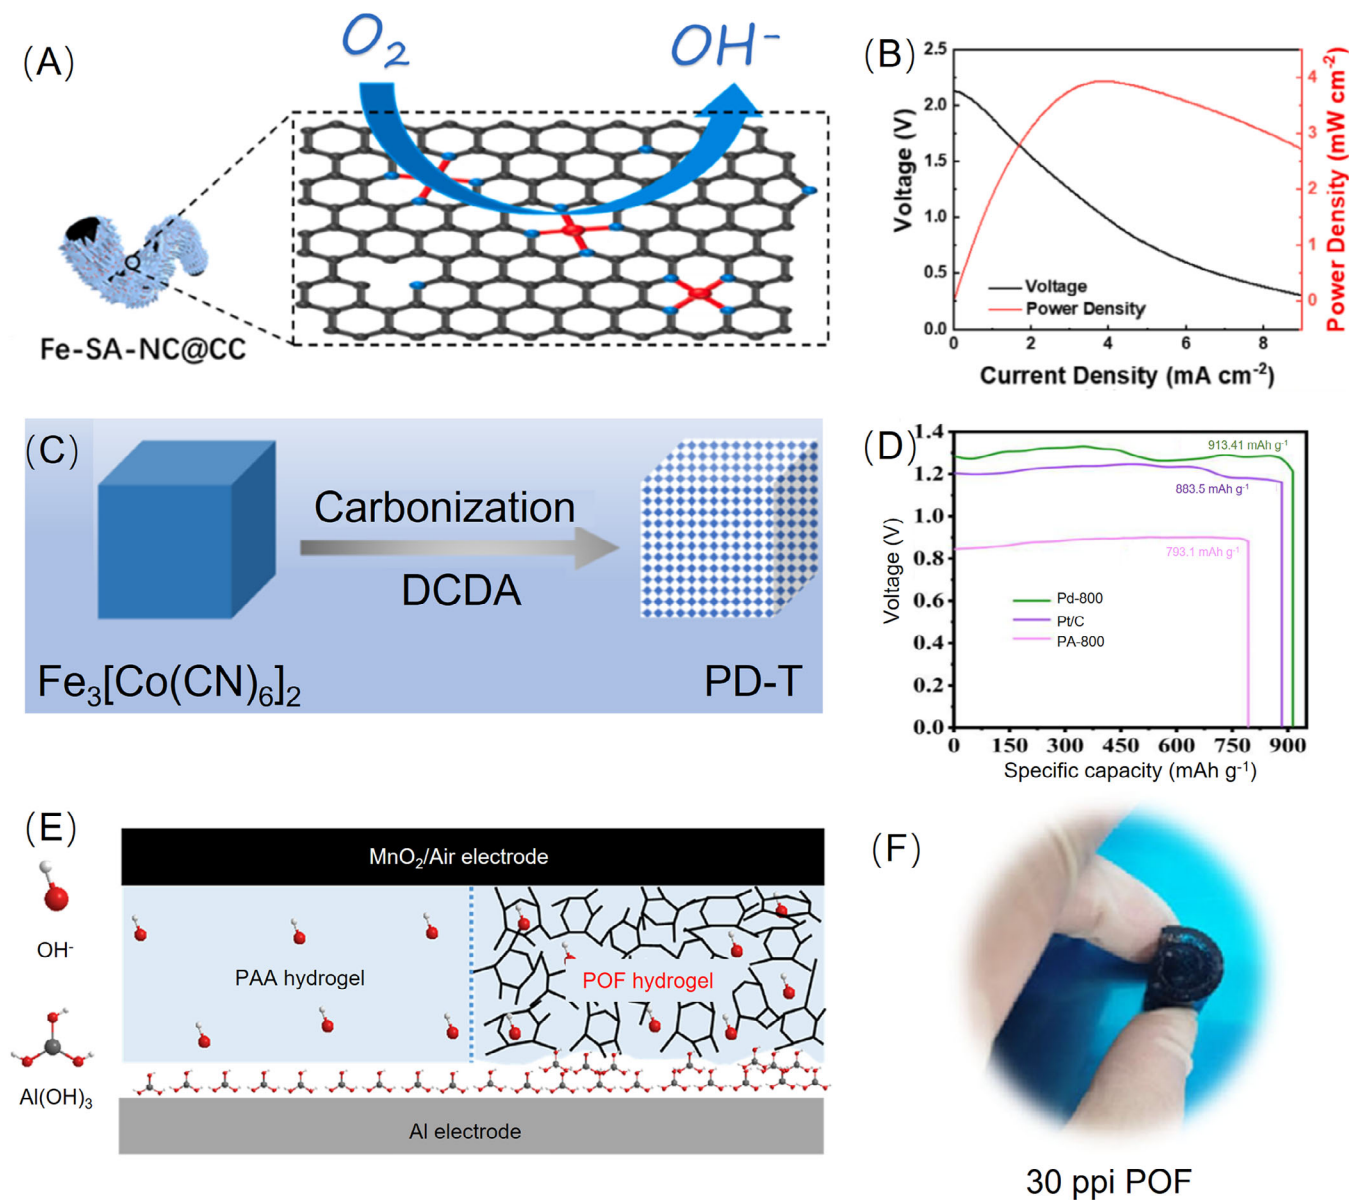 (A)
O₂
OH⁻
Fe-SA-NC@CC
(B)
2.5
2.0
1.5
1.0
0.5
0.0
Voltage (V)
4
3
2
1
0
Power Density (mW cm⁻²)
Voltage
Power Density
0
2
4
6
8
Current Density (mA cm⁻²)
(C)
Carbonization
DCDA
Fe₃[Co(CN)₆]₂
PD-T
(D)
1.4
1.2
1.0
0.8
0.6
0.4
0.2
0.0
Voltage (V)
913.41 mAh g⁻¹
883.5 mAh g⁻¹
793.1 mAh g⁻¹
Pd-800
Pt/C
PA-800
0
150
300
450
600
750
900
Specific capacity (mAh g⁻¹)
(E)
OH⁻
Al(OH)₃
MnO₂/Air electrode
PAA hydrogel
POF hydrogel
Al electrode
(F)
30 ppi POF